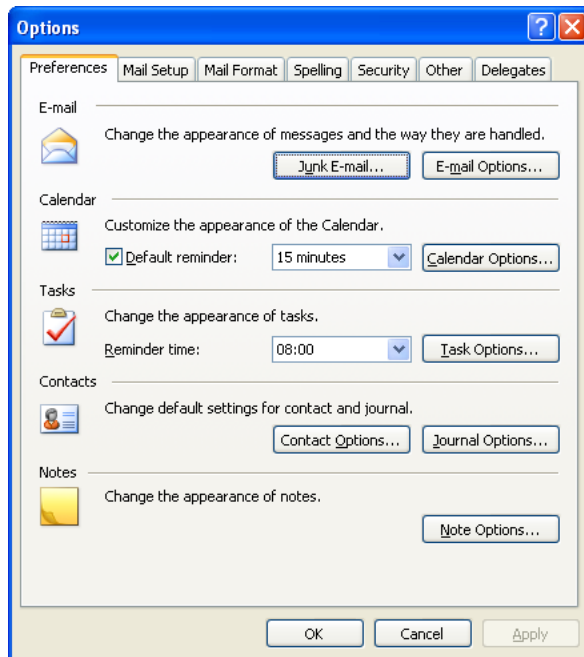 Options
Preferences Mail Setup Mail Format Spelling Security Other Delegates
E-mail
Change the appearance of messages and the way they are handled.
Junk E-mail... E-mail Options...
Calendar
Customize the appearance of the Calendar.
Default reminder: 15 minutes Calendar Options...
Tasks
Change the appearance of tasks.
Reminder time: 08:00 Task Options...
Contacts
Change default settings for contact and journal.
Contact Options... Journal Options...
Notes
Change the appearance of notes.
Note Options...
OK Cancel Apply